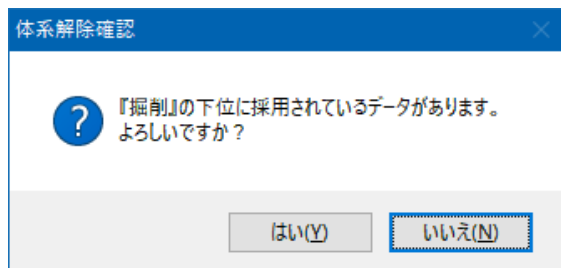 体系解除確認
『掘削』の下位に採用されているデータがあります。
よろしいですか？
はい(Y)
いいえ(N)